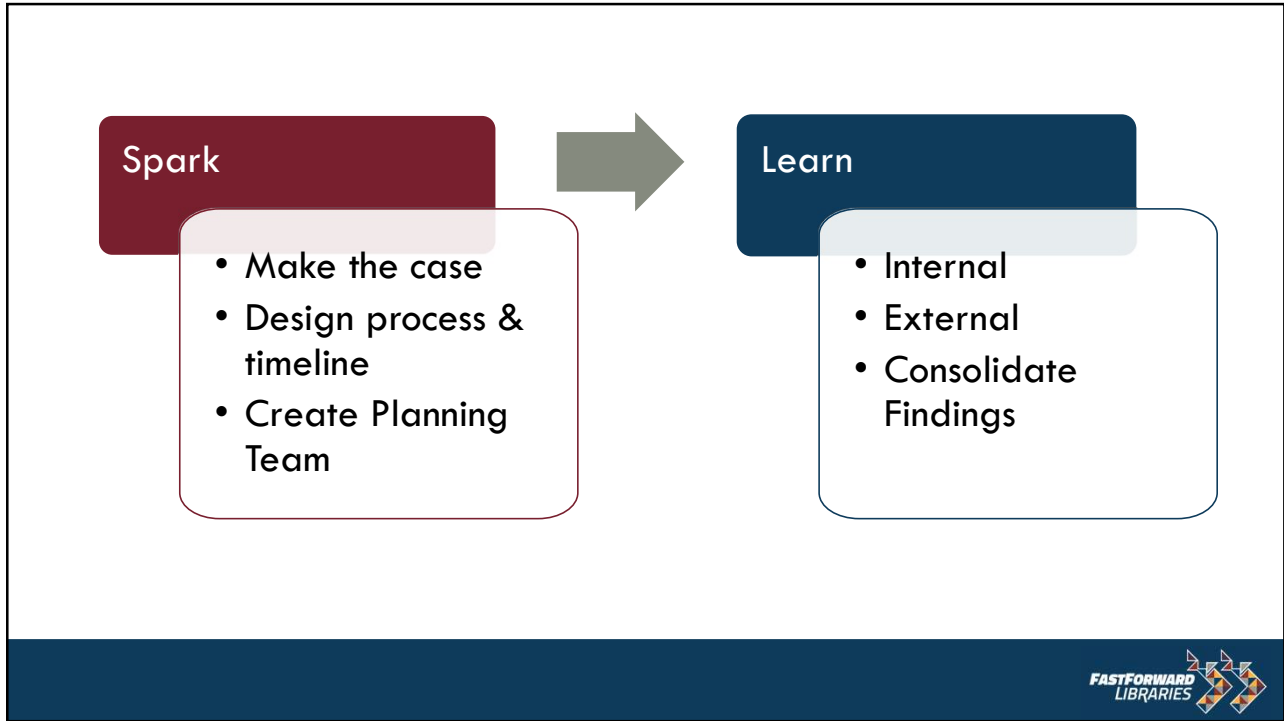 Spark
• Make the case
• Design process &
timeline
• Create Planning
Team
Learn
• Internal
• External
• Consolidate
Findings
FASTFORWARD
LIBRARIES